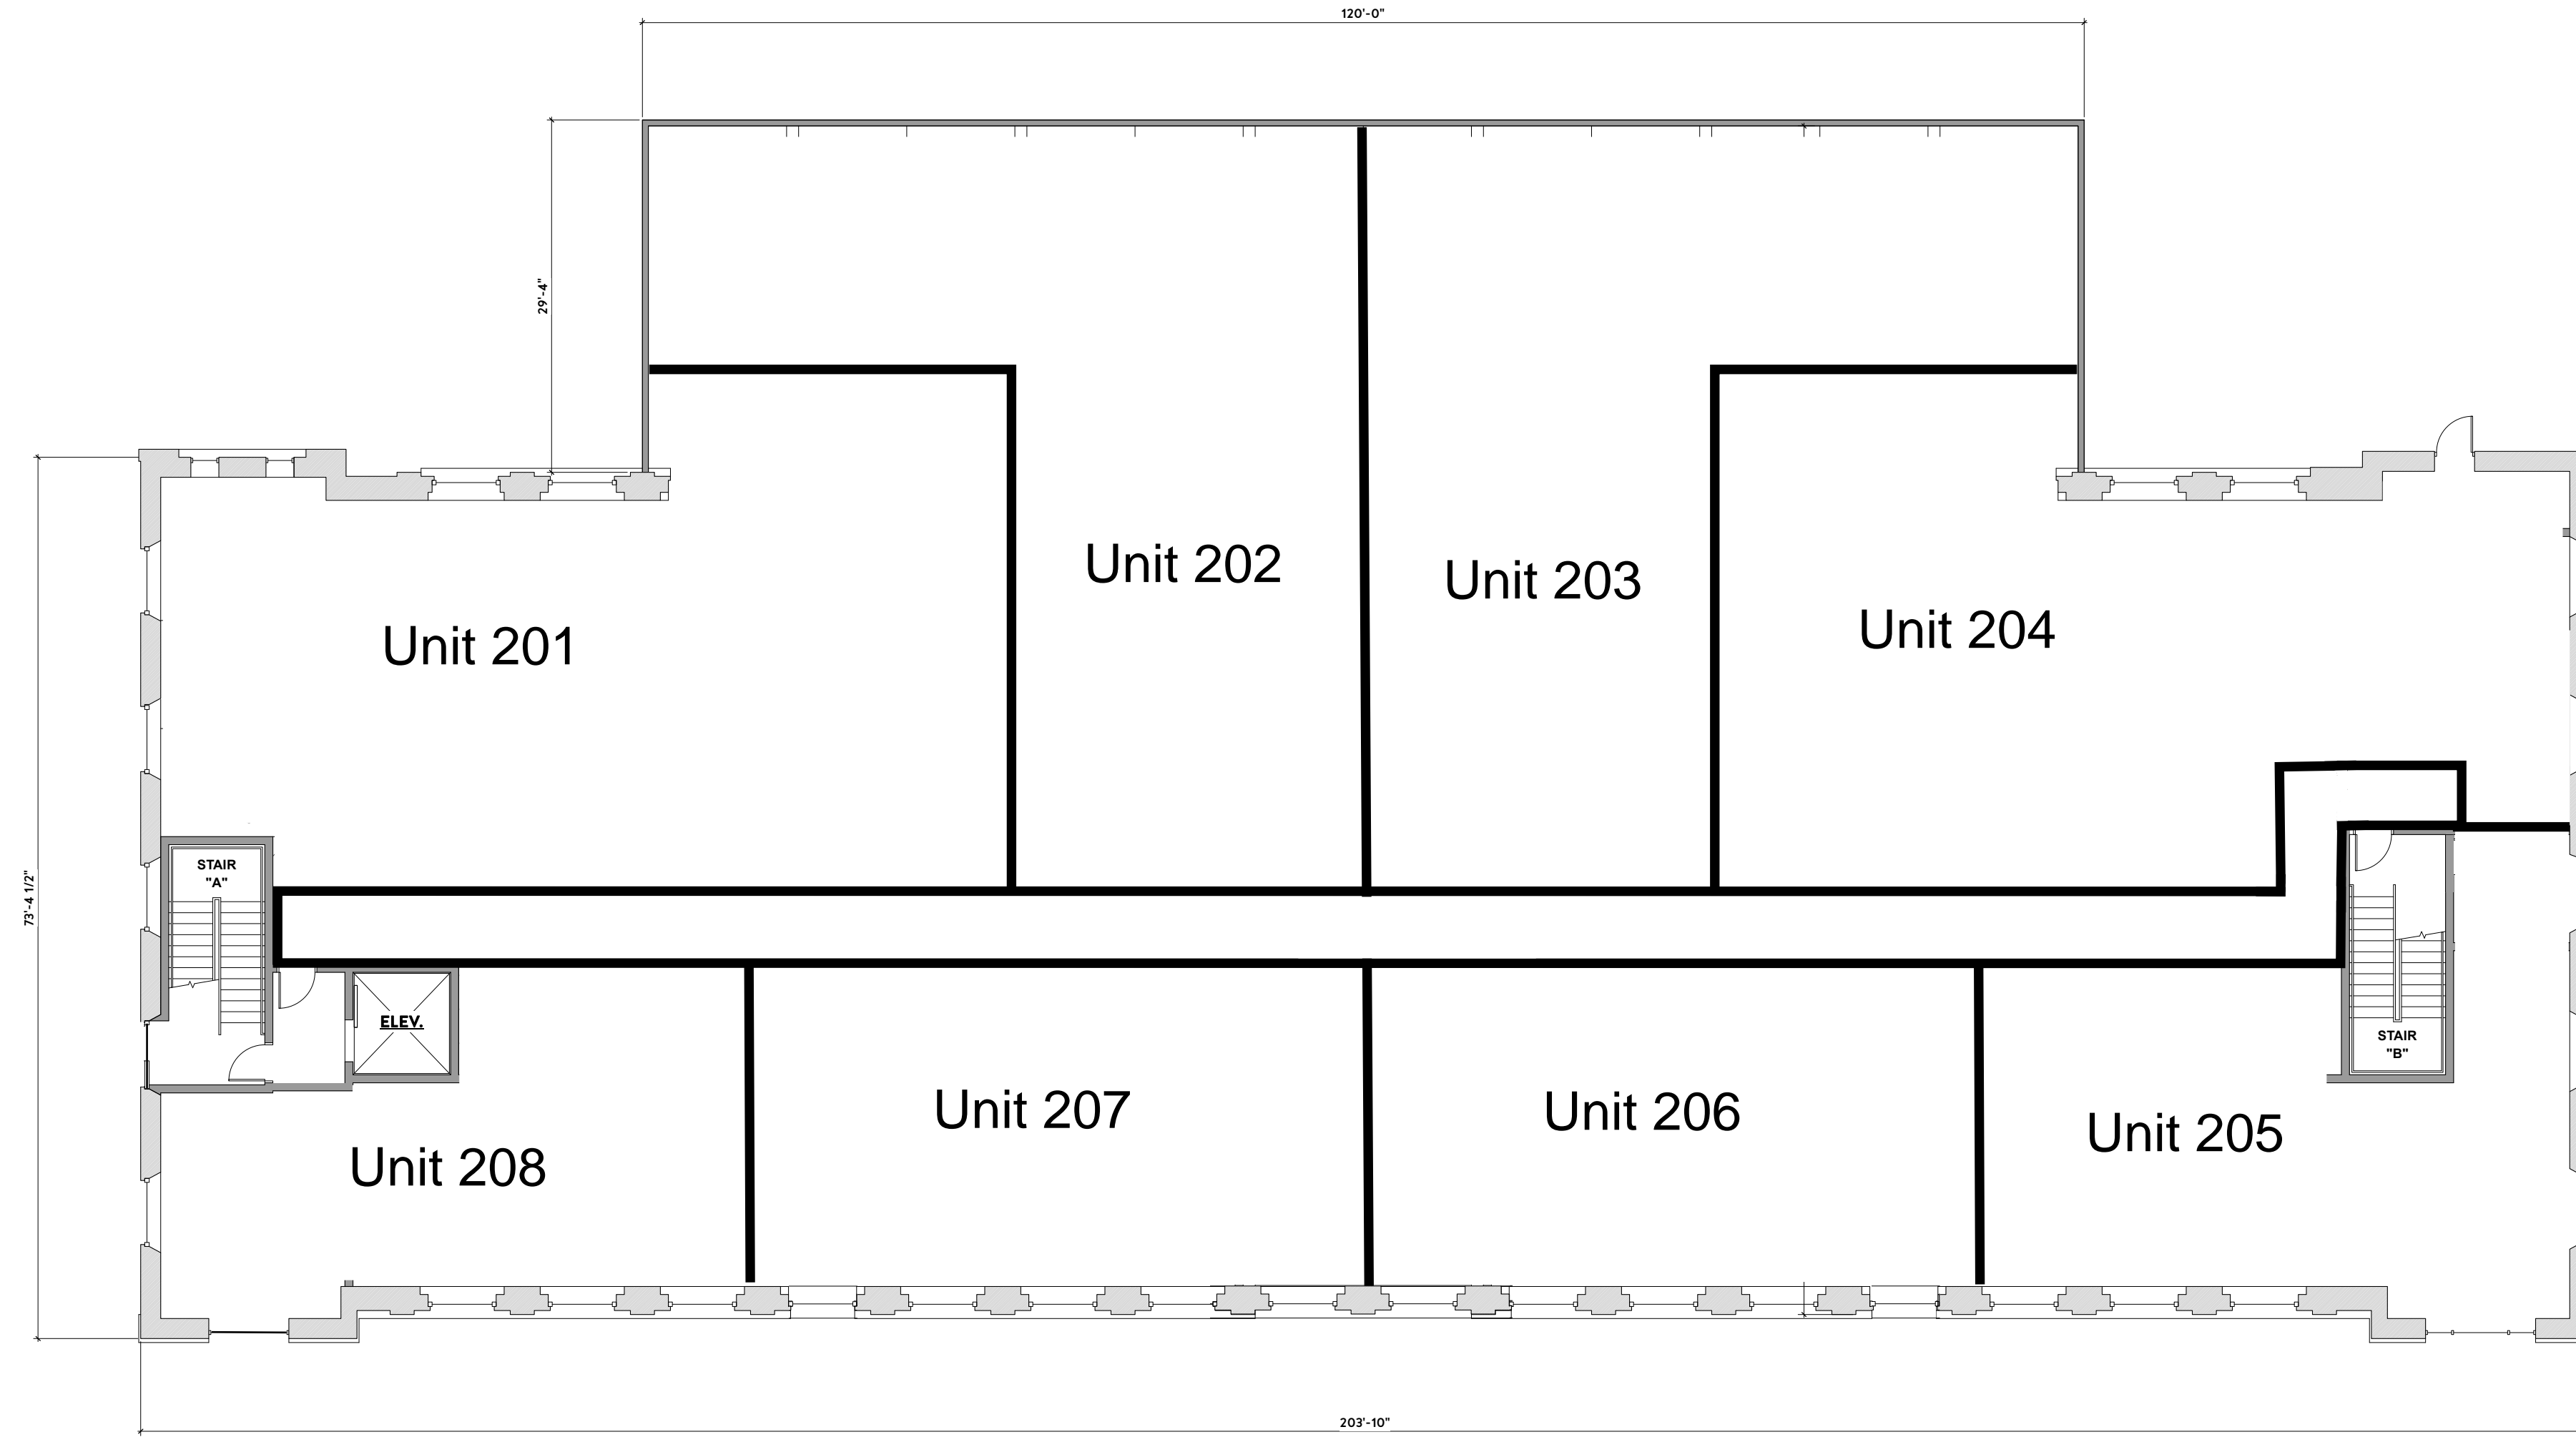 120'-0"
29'-4"
Unit 202
Unit 203
Unit 204
Unit 201
STAIR
"A"
73'-4 1/2"
ELEV.
STAIR
"B"
Unit 207
Unit 206
Unit 205
Unit 208
203'-10"